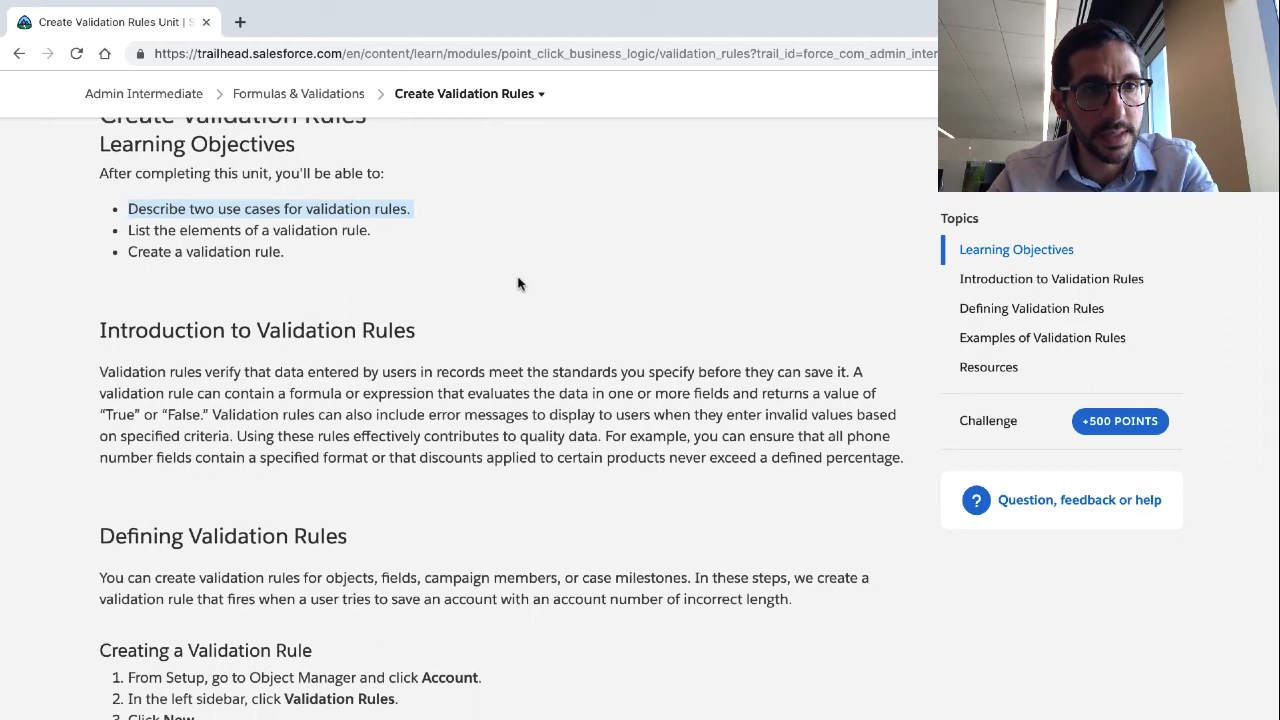 Create Validation Rules Unit | S
https://trailhead.salesforce.com/en/content/learn/modules/point_click_business_logic/validation_rules?trail_id=force_com_admin_inter
Admin Intermediate > Formulas & Validations > Create Validation Rules
Create Validation Rules
Learning Objectives
After completing this unit, you'll be able to:
• Describe two use cases for validation rules.
• List the elements of a validation rule.
• Create a validation rule.
Introduction to Validation Rules
Validation rules verify that data entered by users in records meet the standards you specify before they can save it. A
validation rule can contain a formula or expression that evaluates the data in one or more fields and returns a value of
“True” or “False.” Validation rules can also include error messages to display to users when they enter invalid values based
on specified criteria. Using these rules effectively contributes to quality data. For example, you can ensure that all phone
number fields contain a specified format or that discounts applied to certain products never exceed a defined percentage.
Defining Validation Rules
You can create validation rules for objects, fields, campaign members, or case milestones. In these steps, we create a
validation rule that fires when a user tries to save an account with an account number of incorrect length.
Creating a Validation Rule
1. From Setup, go to Object Manager and click Account.
2. In the left sidebar, click Validation Rules.
3. Click New.
Topics
Learning Objectives
Introduction to Validation Rules
Defining Validation Rules
Examples of Validation Rules
Resources
Challenge +500 POINTS
? Question, feedback or help